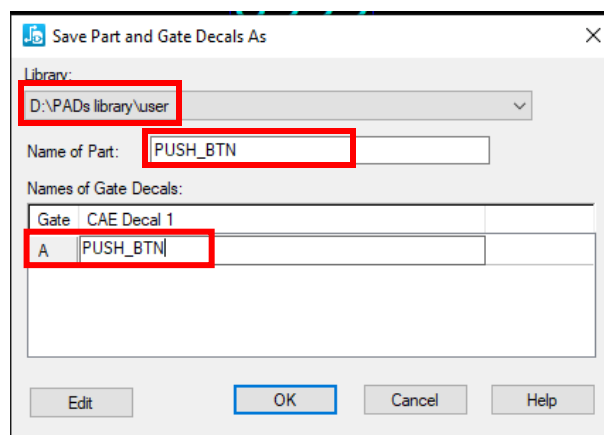 Save Part and Gate Decals As
Library:
D:\PADs library\user
Name of Part: PUSH_BTN
Names of Gate Decals:
Gate CAE Decal 1
A PUSH_BTN
Edit OK Cancel Help